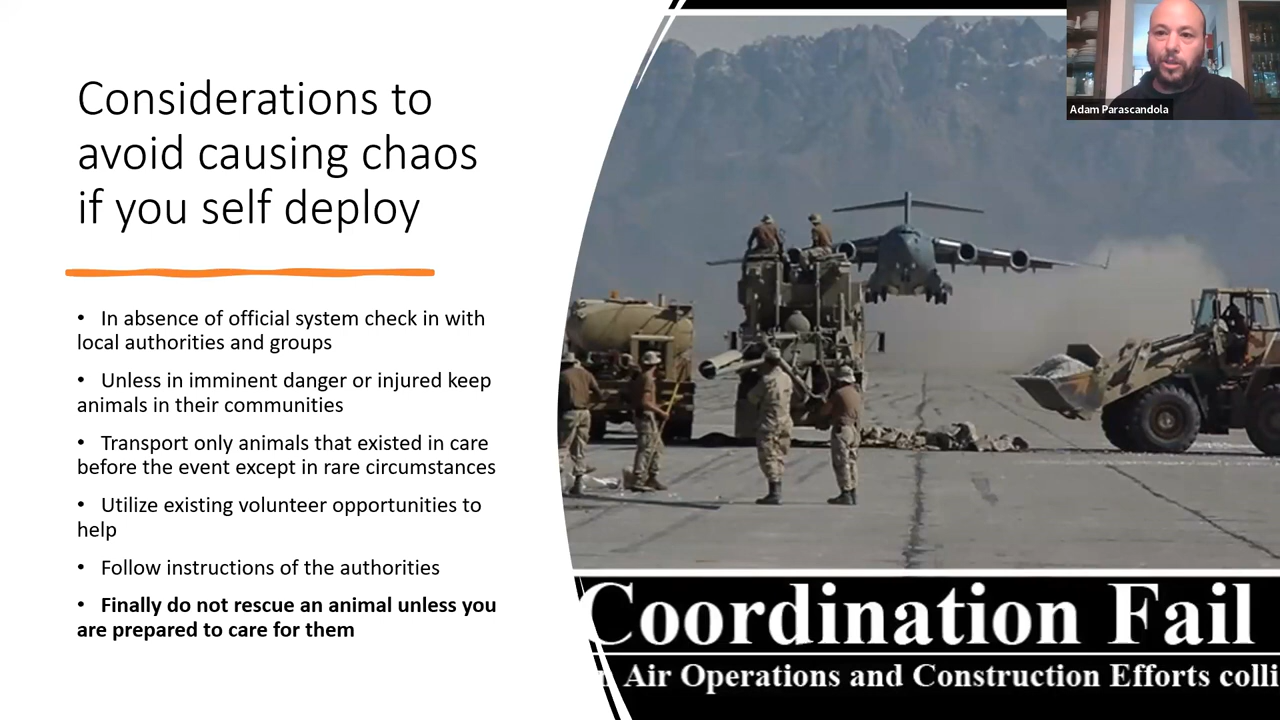 Considerations to
avoid causing chaos
if you self deploy
• In absence of official system check in with
local authorities and groups
• Unless in imminent danger or injured keep
animals in their communities
• Transport only animals that existed in care
before the event except in rare circumstances
• Utilize existing volunteer opportunities to
help
• Follow instructions of the authorities
• Finally do not rescue an animal unless you
are prepared to care for them
Adam Parascandola
Coordination Fail
Air Operations and Construction Efforts colli